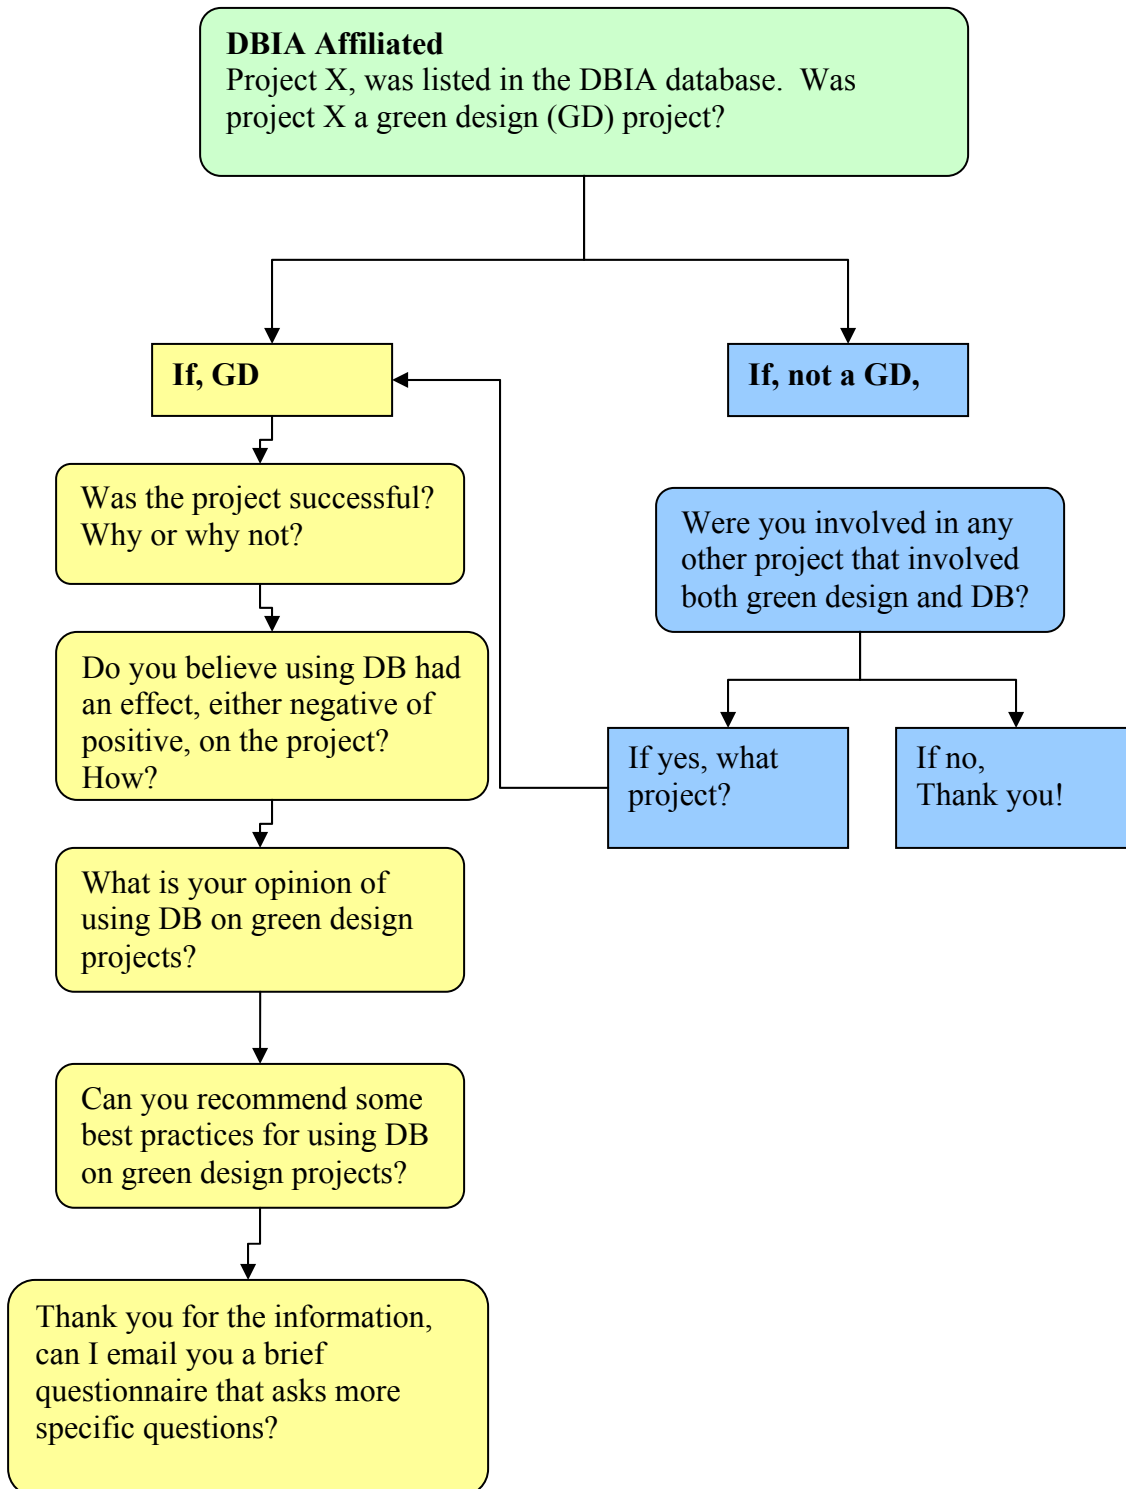 DBIA Affiliated
Project X, was listed in the DBIA database.  Was
project X a green design (GD) project?
If, GD
If, not a GD,
Was the project successful?
Why or why not?
Were you involved in any
other project that involved
both green design and DB?
Do you believe using DB had
an effect, either negative of
positive, on the project?
How?
If yes, what
project?
If no,
Thank you!
What is your opinion of
using DB on green design
projects?
Can you recommend some
best practices for using DB
on green design projects?
Thank you for the information,
can I email you a brief
questionnaire that asks more
specific questions?